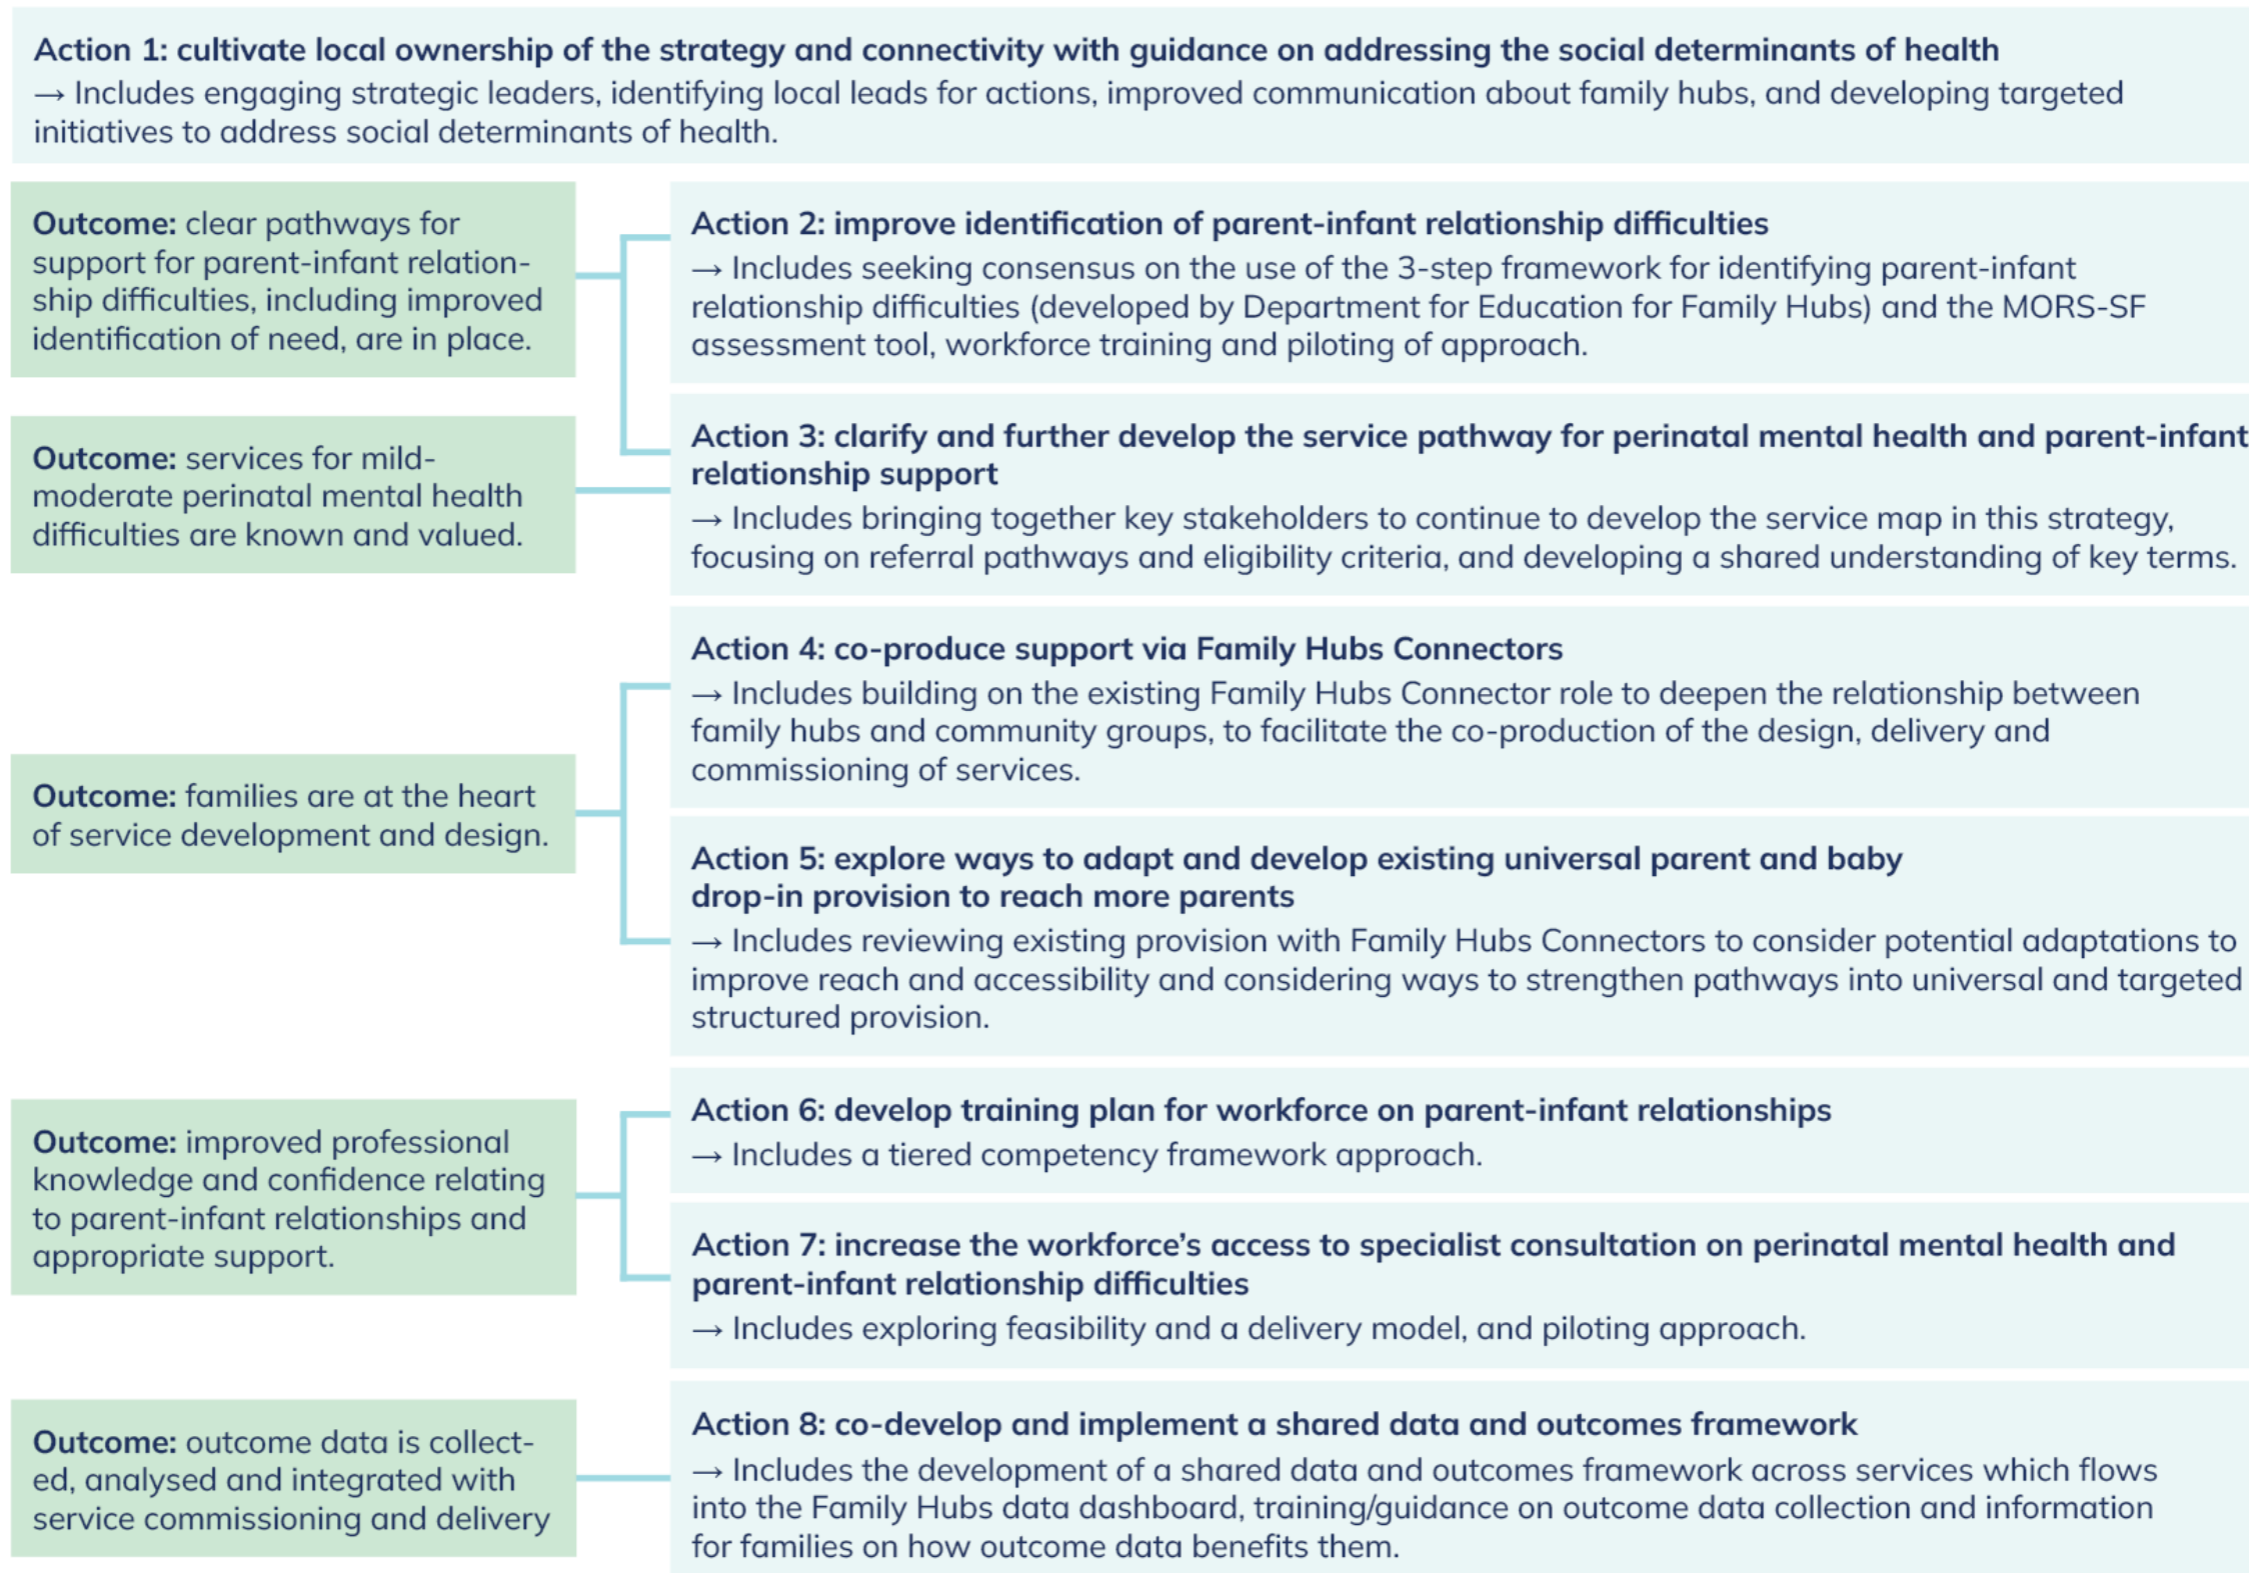 Action 1: cultivate local ownership of the strategy and connectivity with guidance on addressing the social determinants of health
→ Includes engaging strategic leaders, identifying local leads for actions, improved communication about family hubs, and developing targeted
initiatives to address social determinants of health.
Outcome: clear pathways for
support for parent-infant relation-
ship difficulties, including improved
identification of need, are in place.
Action 2: improve identification of parent-infant relationship difficulties
→ Includes seeking consensus on the use of the 3-step framework for identifying parent-infant
relationship difficulties (developed by Department for Education for Family Hubs) and the MORS-SF
assessment tool, workforce training and piloting of approach.
Outcome: services for mild-
moderate perinatal mental health
difficulties are known and valued.
Action 3: clarify and further develop the service pathway for perinatal mental health and parent-infant
relationship support
→ Includes bringing together key stakeholders to continue to develop the service map in this strategy,
focusing on referral pathways and eligibility criteria, and developing a shared understanding of key terms.
Outcome: families are at the heart
of service development and design.
Action 4: co-produce support via Family Hubs Connectors
→ Includes building on the existing Family Hubs Connector role to deepen the relationship between
family hubs and community groups, to facilitate the co-production of the design, delivery and
commissioning of services.
Action 5: explore ways to adapt and develop existing universal parent and baby
drop-in provision to reach more parents
→ Includes reviewing existing provision with Family Hubs Connectors to consider potential adaptations to
improve reach and accessibility and considering ways to strengthen pathways into universal and targeted
structured provision.
Outcome: improved professional
knowledge and confidence relating
to parent-infant relationships and
appropriate support.
Action 6: develop training plan for workforce on parent-infant relationships
→ Includes a tiered competency framework approach.
Action 7: increase the workforce’s access to specialist consultation on perinatal mental health and
parent-infant relationship difficulties
→ Includes exploring feasibility and a delivery model, and piloting approach.
Outcome: outcome data is collect-
ed, analysed and integrated with
service commissioning and delivery
Action 8: co-develop and implement a shared data and outcomes framework
→ Includes the development of a shared data and outcomes framework across services which flows
into the Family Hubs data dashboard, training/guidance on outcome data collection and information
for families on how outcome data benefits them.